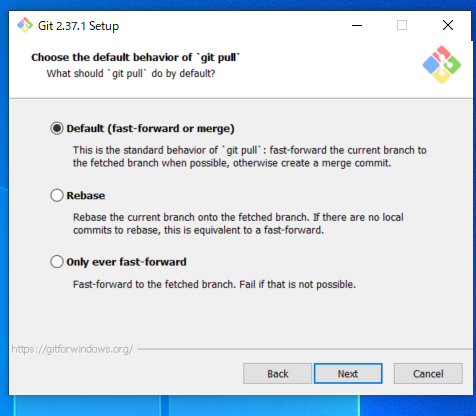 Git 2.37.1 Setup
Choose the default behavior of `git pull`
What should `git pull` do by default?
Default (fast-forward or merge)
This is the standard behavior of `git pull`: fast-forward the current branch to
the fetched branch when possible, otherwise create a merge commit.
Rebase
Rebase the current branch onto the fetched branch. If there are no local
commits to rebase, this is equivalent to a fast-forward.
Only ever fast-forward
Fast-forward to the fetched branch. Fail if that is not possible.
https://gitforwindows.org/
Back Next Cancel